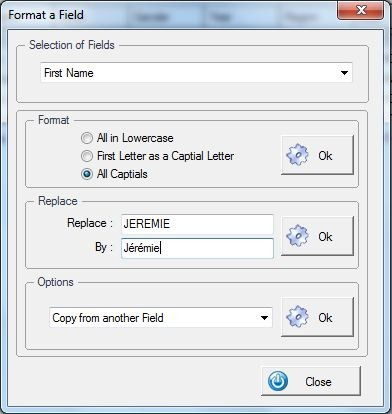 Format a Field
Selection of Fields
First Name
Format
All in Lowercase
First Letter as a Captial Letter
All Captials
Ok
Replace
Replace : JEREMIE
By : Jérémie
Ok
Options
Copy from another Field
Ok
Close